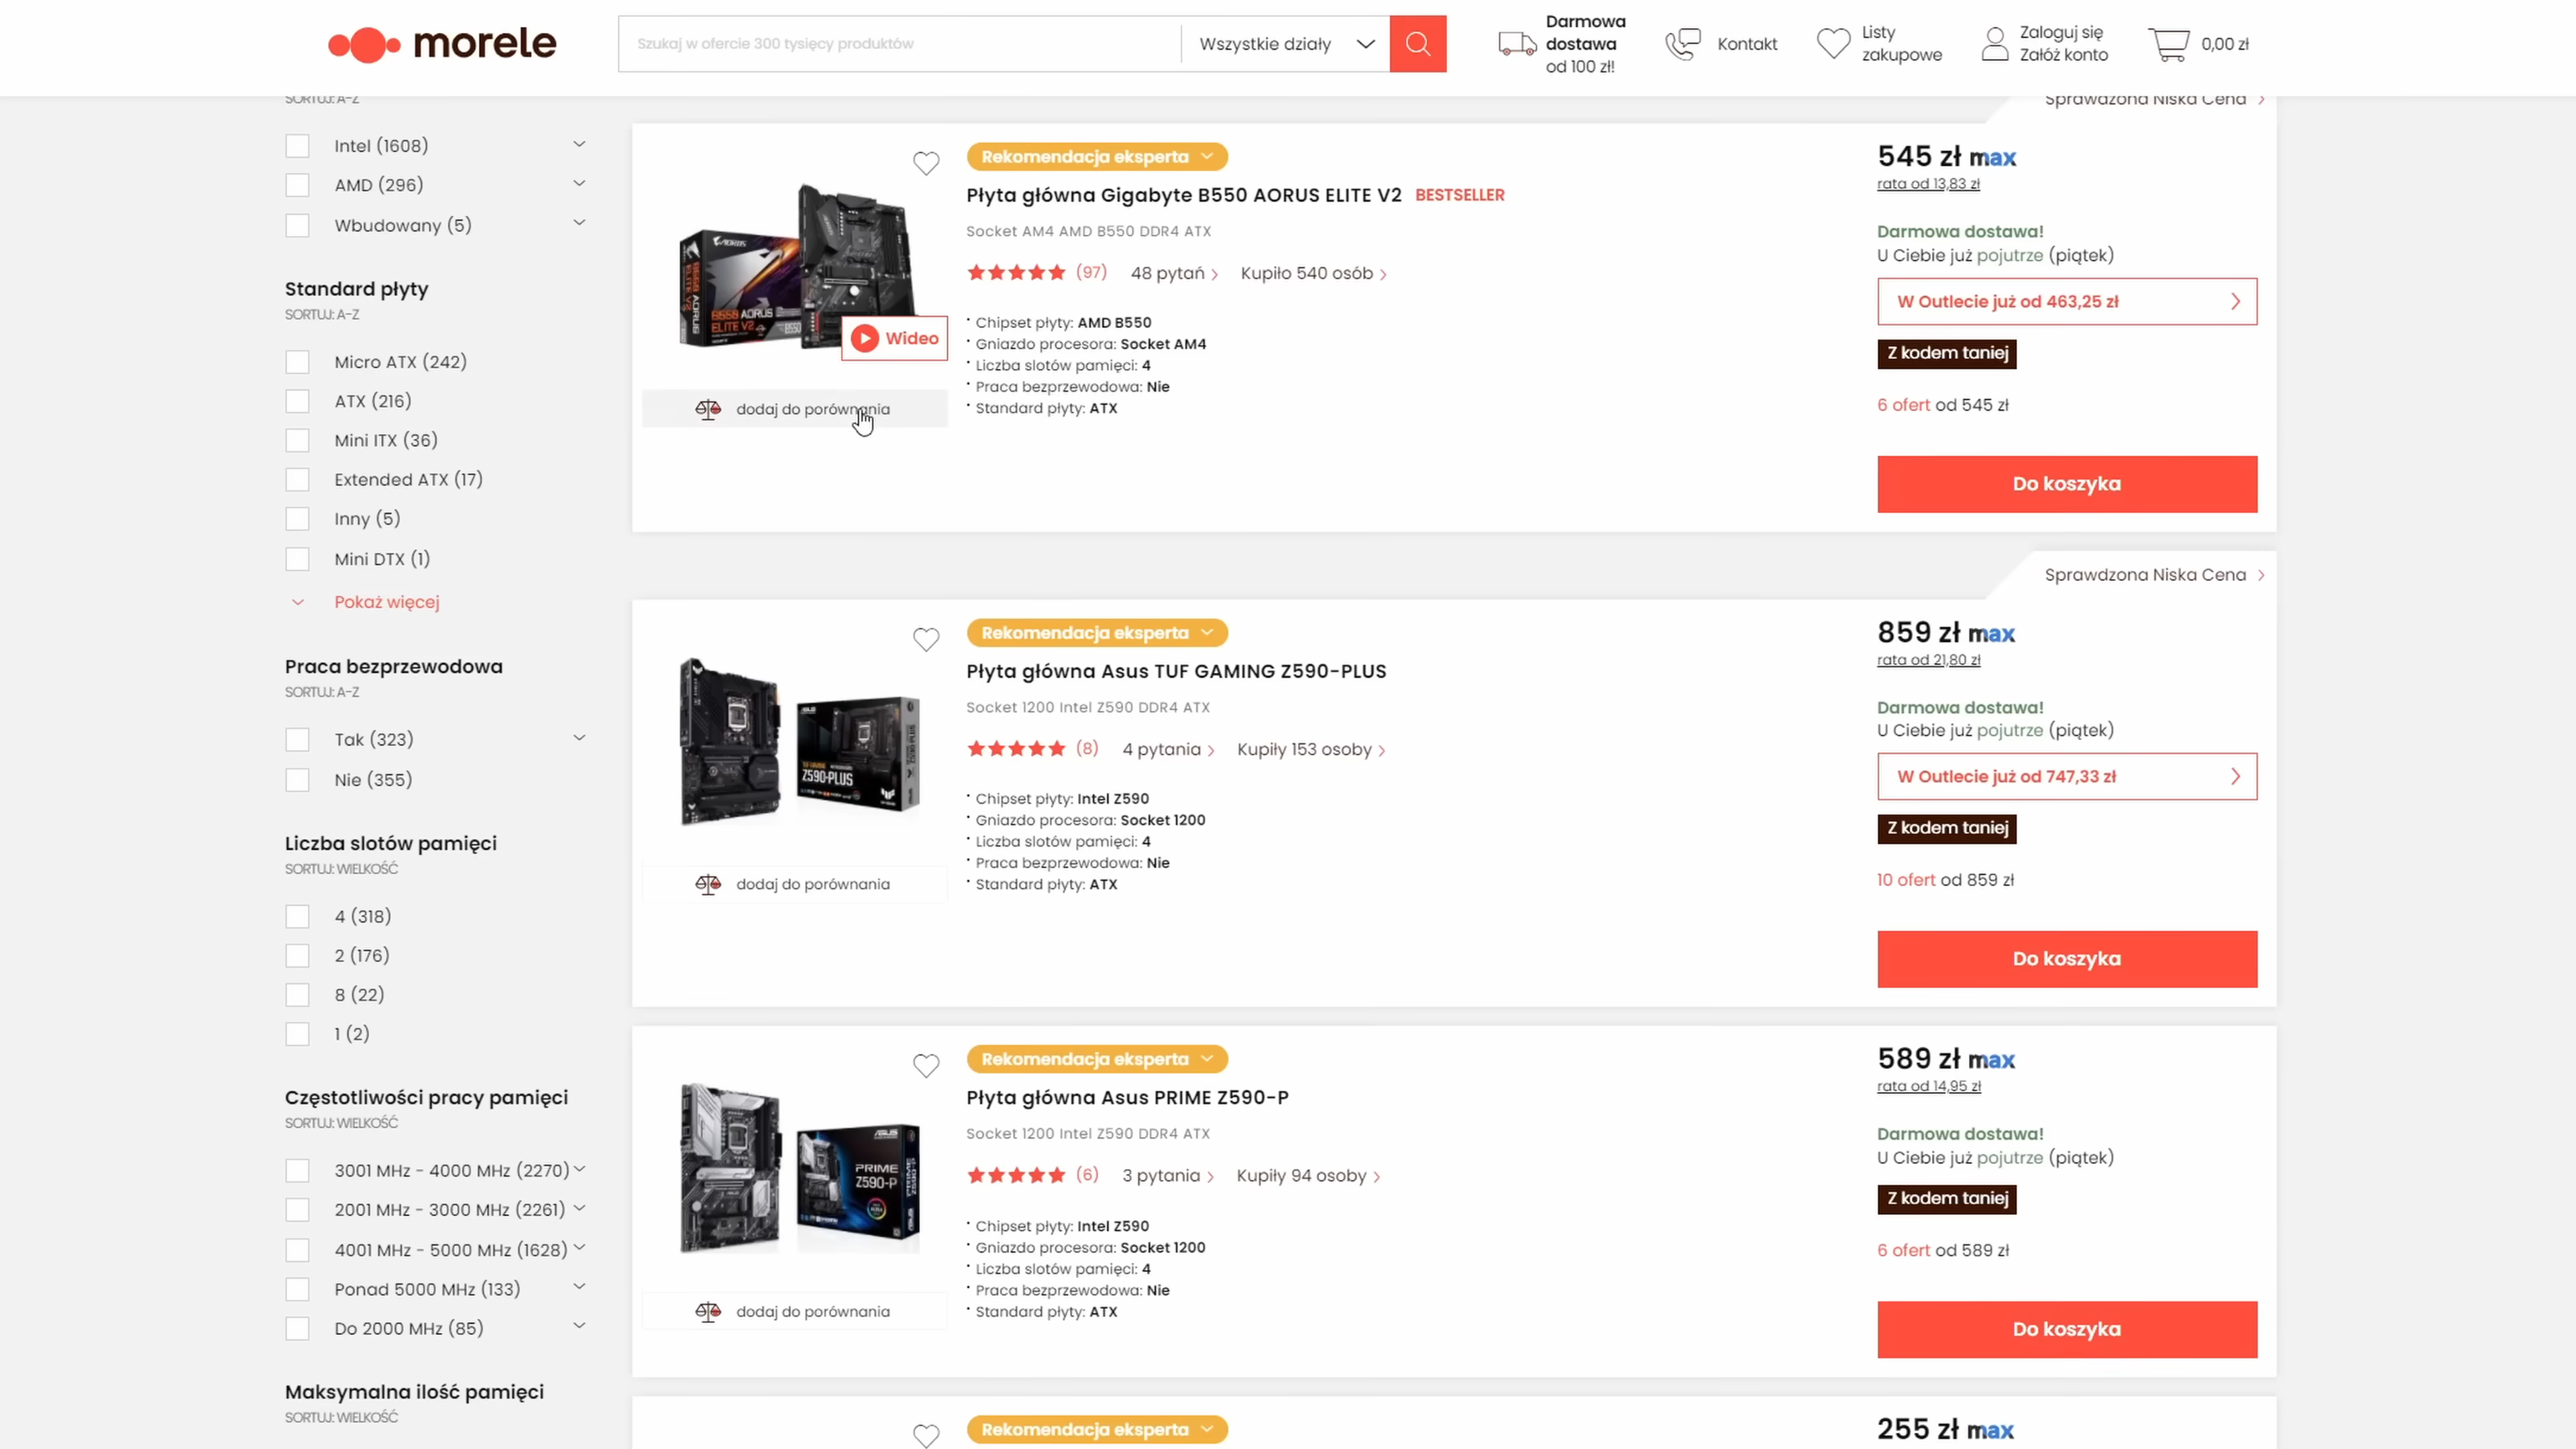 morele
Szukaj w ofercie 300 tysięcy produktów
Wszystkie działy
Darmowa
dostawa
od 100 zł!
Kontakt
Listy
zakupowe
Zaloguj się
Załóż konto
0,00 zł
SORTUJ: A-Z
Intel (1608)
AMD (296)
Wbudowany (5)
Standard płyty
SORTUJ: A-Z
Micro ATX (242)
ATX (216)
Mini ITX (36)
Extended ATX (17)
Inny (5)
Mini DTX (1)
Pokaż więcej
Praca bezprzewodowa
SORTUJ: A-Z
Tak (323)
Nie (355)
Liczba slotów pamięci
SORTUJ: WIELKOŚĆ
4 (318)
2 (176)
8 (22)
1 (2)
Częstotliwości pracy pamięci
SORTUJ: WIELKOŚĆ
3001 MHz - 4000 MHz (2270)
2001 MHz - 3000 MHz (2261)
4001 MHz - 5000 MHz (1628)
Ponad 5000 MHz (133)
Do 2000 MHz (85)
Maksymalna ilość pamięci
SORTUJ: WIELKOŚĆ
Sprawdzona Niska Cena
AORUS
B550 AORUS
ELITE V2
Wideo
dodaj do porównania
Rekomendacja eksperta
Płyta główna Gigabyte B550 AORUS ELITE V2 BESTSELLER
Socket AM4 AMD B550 DDR4 ATX
(97) 48 pytań Kupiło 540 osób
• Chipset płyty: AMD B550
• Gniazdo procesora: Socket AM4
• Liczba slotów pamięci: 4
• Praca bezprzewodowa: Nie
• Standard płyty: ATX
545 zł max
rata od 13,83 zł
Darmowa dostawa!
U Ciebie już pojutrze (piątek)
W Outlecie już od 463,25 zł
Z kodem taniej
6 ofert od 545 zł
Do koszyka
Sprawdzona Niska Cena
Z590-PLUS
dodaj do porównania
Rekomendacja eksperta
Płyta główna Asus TUF GAMING Z590-PLUS
Socket 1200 Intel Z590 DDR4 ATX
(8) 4 pytania Kupiły 153 osoby
• Chipset płyty: Intel Z590
• Gniazdo procesora: Socket 1200
• Liczba slotów pamięci: 4
• Praca bezprzewodowa: Nie
• Standard płyty: ATX
859 zł max
rata od 21,80 zł
Darmowa dostawa!
U Ciebie już pojutrze (piątek)
W Outlecie już od 747,33 zł
Z kodem taniej
10 ofert od 859 zł
Do koszyka
ASUS
PRIME
Z590-P
dodaj do porównania
Rekomendacja eksperta
Płyta główna Asus PRIME Z590-P
Socket 1200 Intel Z590 DDR4 ATX
(6) 3 pytania Kupiły 94 osoby
• Chipset płyty: Intel Z590
• Gniazdo procesora: Socket 1200
• Liczba slotów pamięci: 4
• Praca bezprzewodowa: Nie
• Standard płyty: ATX
589 zł max
rata od 14,95 zł
Darmowa dostawa!
U Ciebie już pojutrze (piątek)
Z kodem taniej
6 ofert od 589 zł
Do koszyka
Rekomendacja eksperta
255 zł max